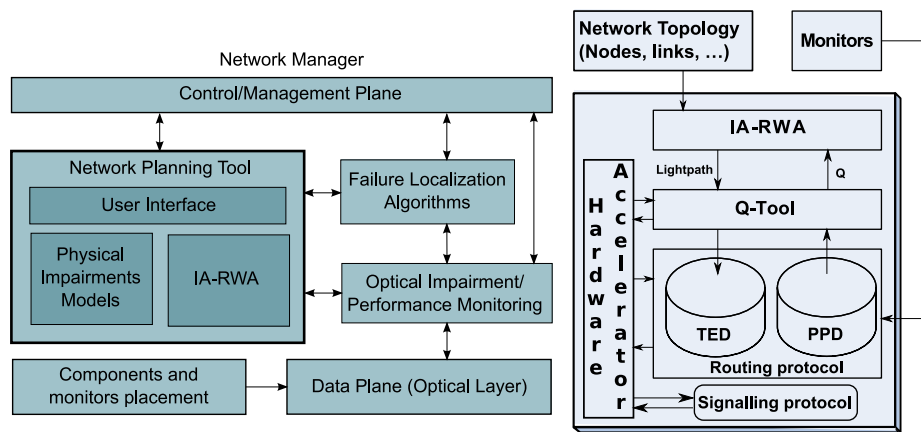 Network Manager
Control/Management Plane
Network Planning Tool
User Interface
Physical
Impairments
Models
IA-RWA
Failure Localization
Algorithms
Optical Impairment/
Performance Monitoring
Components and
monitors placement
Data Plane (Optical Layer)
Network Topology
(Nodes, links, ...)
Monitors
IA-RWA
Lightpath
Q
Q-Tool
Hardware
Accelerator
TED
PPD
Routing protocol
Signalling protocol